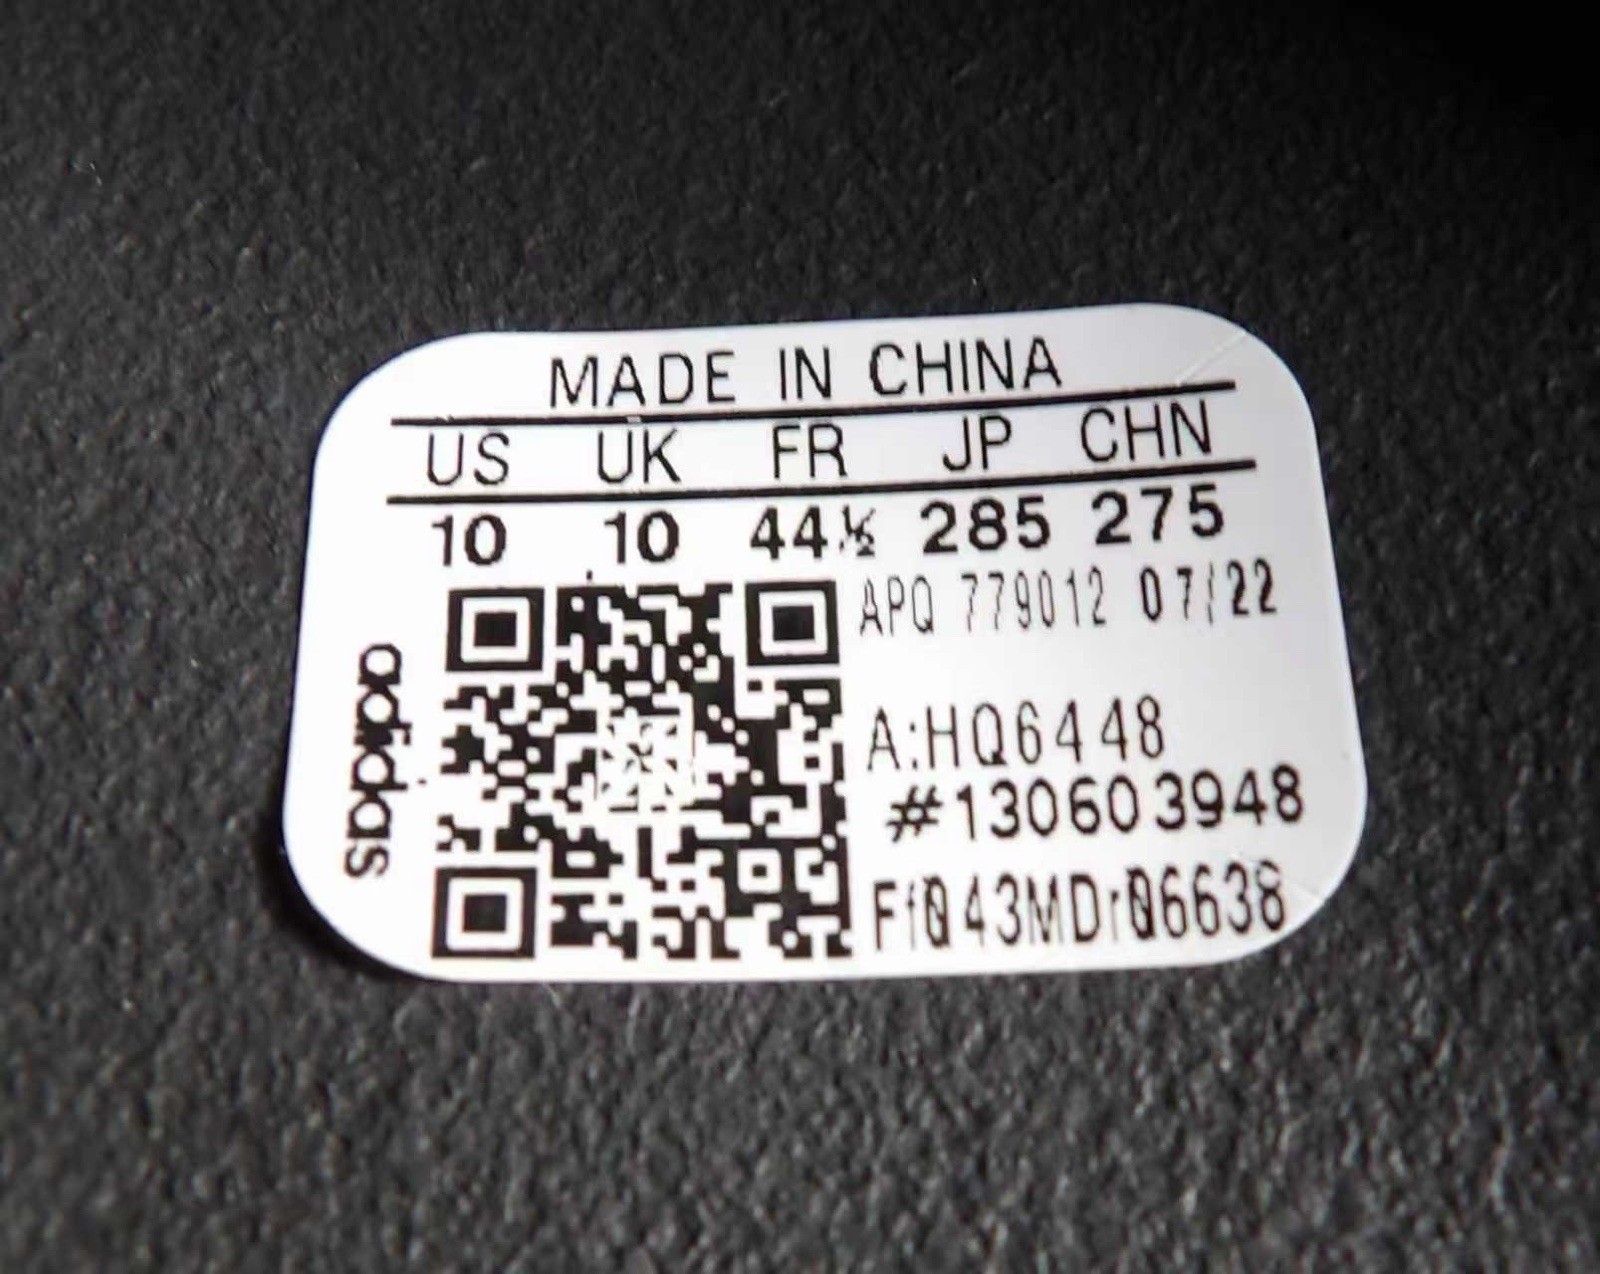 MADE IN CHINA
US UK FR JP CHN
10 10 44½ 285 275
APQ 779012 07/22
adidas
A:HQ6448
#130603948
Ff043MDr06638